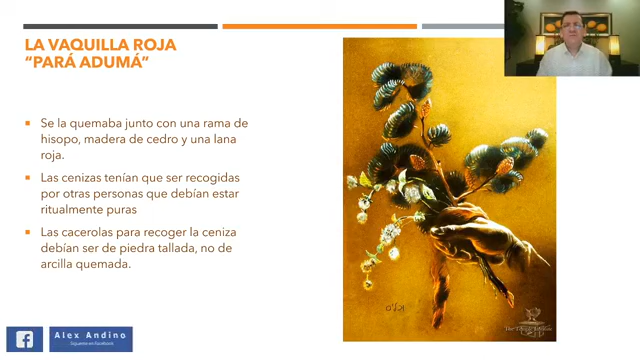 LA VAQUILLA ROJA
“PARÁ ADUMÁ”
Se la quemaba junto con una rama de
hisopo, madera de cedro y una lana
roja.
Las cenizas tenían que ser recogidas
por otras personas que debían estar
ritualmente puras
Las cacerolas para recoger la ceniza
debían ser de piedra tallada, no de
arcilla quemada.
Alex Andino